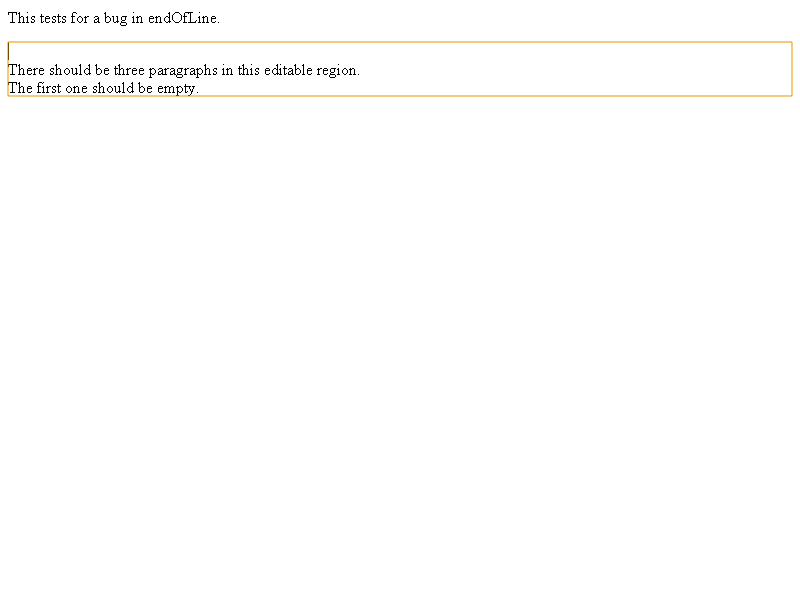 This tests for a bug in endOfLine.
There should be three paragraphs in this editable region.
The first one should be empty.